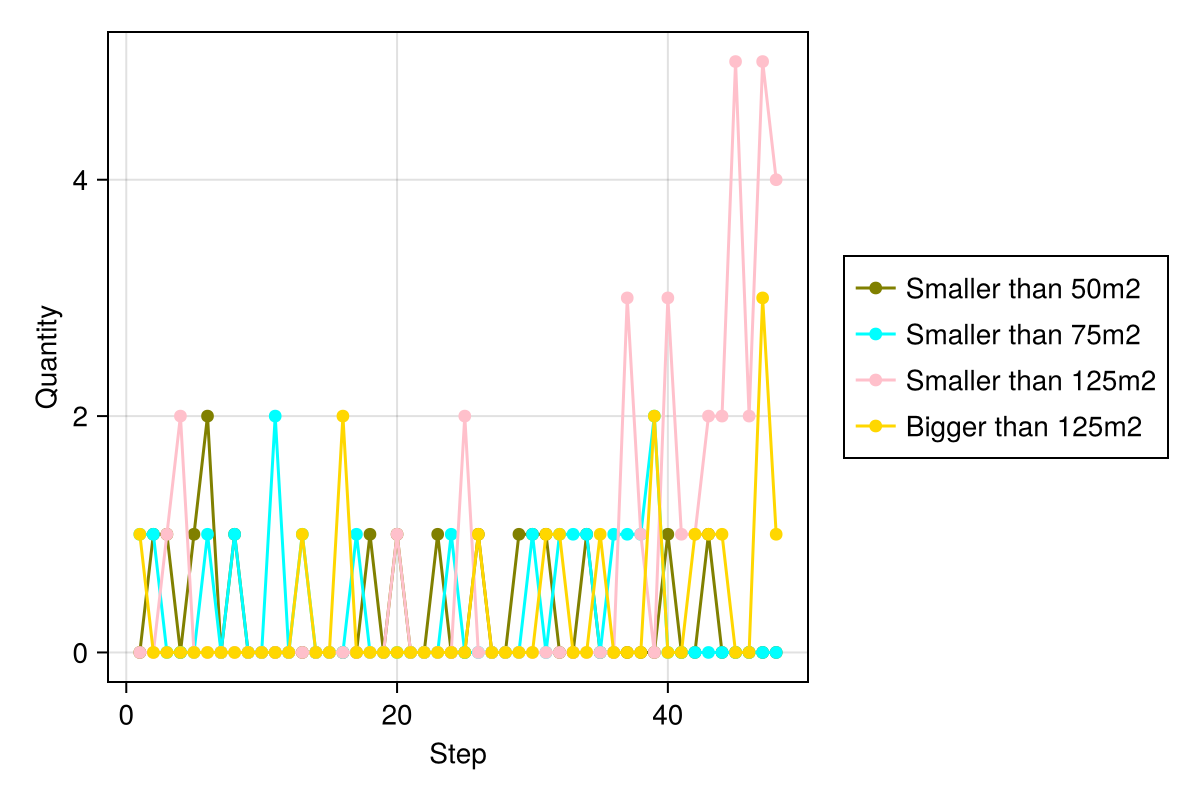 4
2
0
Quantity
0 20 40
Step
Smaller than 50m2
Smaller than 75m2
Smaller than 125m2
Bigger than 125m2